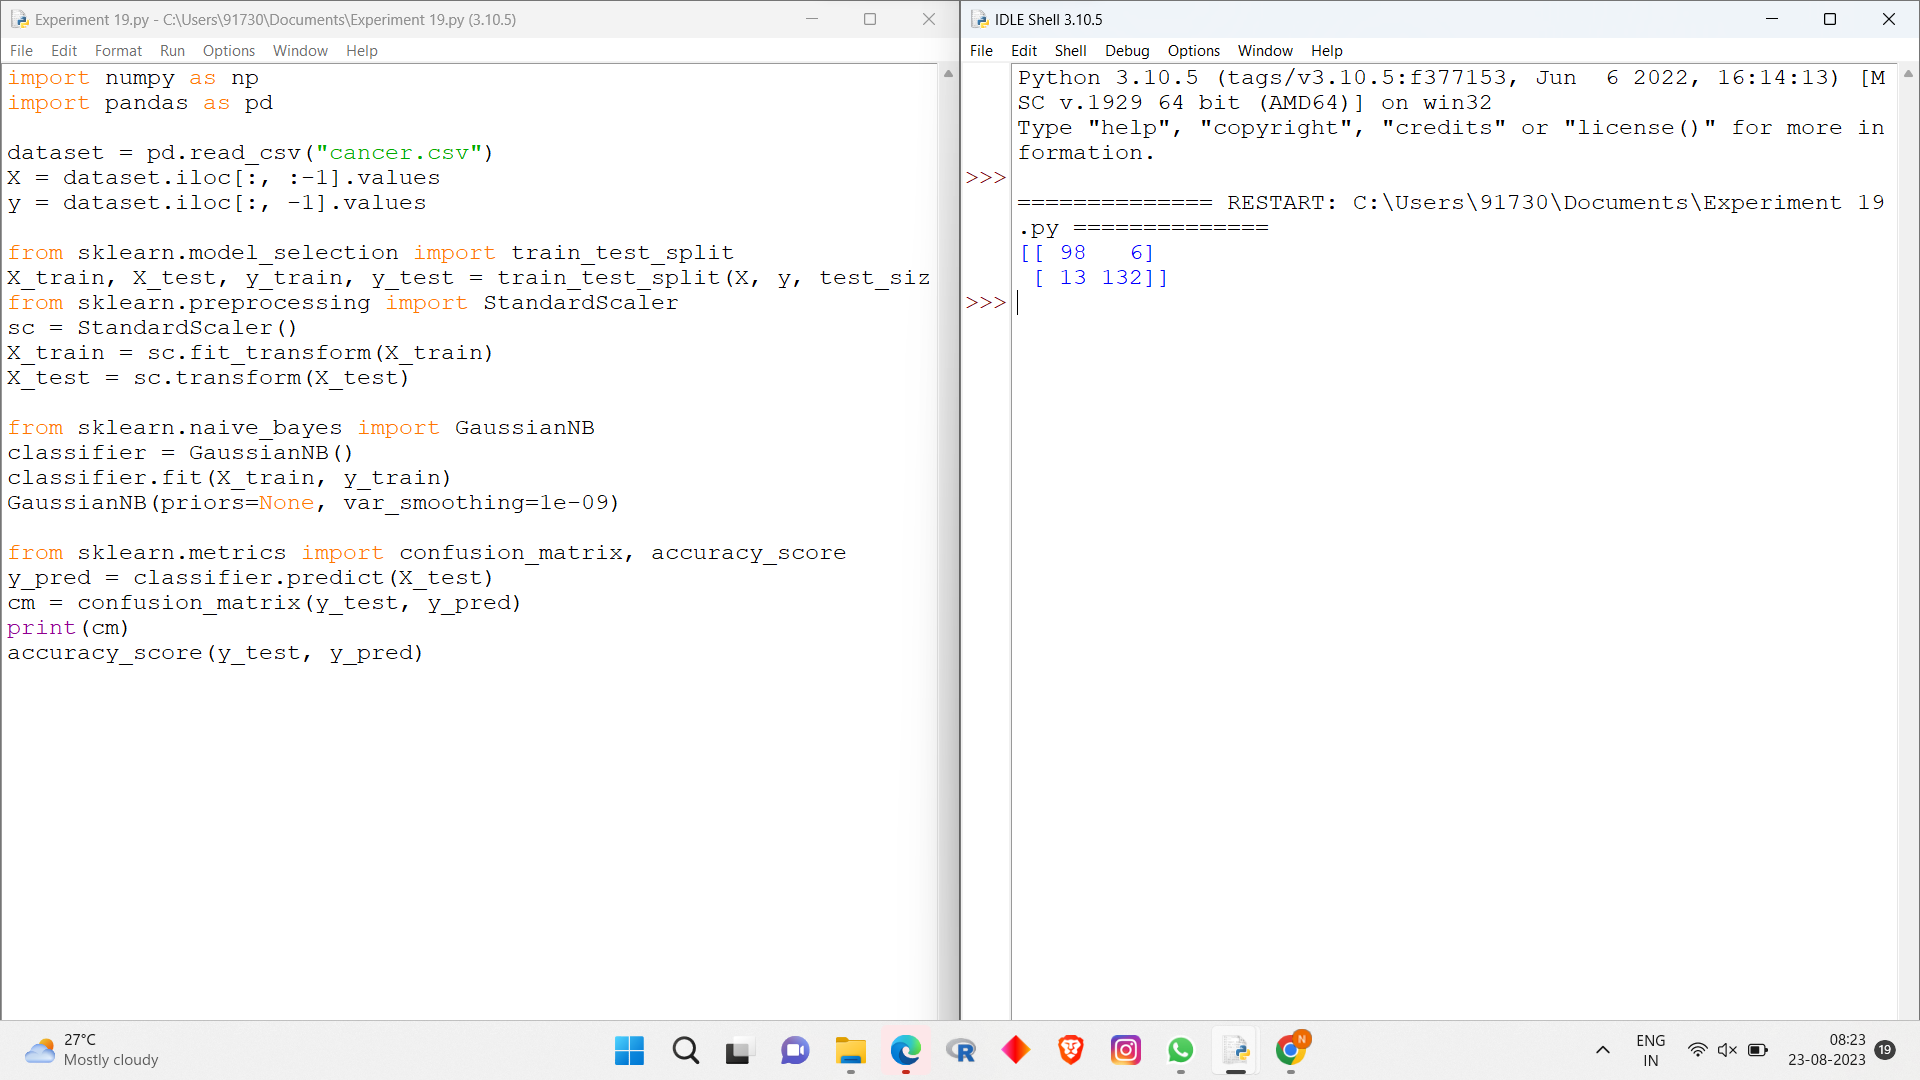 Experiment 19.py - C:\Users\91730\Documents\Experiment 19.py (3.10.5)
File Edit Format Run Options Window Help
import numpy as np
import pandas as pd
dataset = pd.read_csv("cancer.csv")
X = dataset.iloc[:, :-1].values
y = dataset.iloc[:, -1].values
from sklearn.model_selection import train_test_split
X_train, X_test, y_train, y_test = train_test_split(X, y, test_siz
from sklearn.preprocessing import StandardScaler
sc = StandardScaler()
X_train = sc.fit_transform(X_train)
X_test = sc.transform(X_test)
from sklearn.naive_bayes import GaussianNB
classifier = GaussianNB()
classifier.fit(X_train, y_train)
GaussianNB(priors=None, var_smoothing=1e-09)
from sklearn.metrics import confusion_matrix, accuracy_score
y_pred = classifier.predict(X_test)
cm = confusion_matrix(y_test, y_pred)
print(cm)
accuracy_score(y_test, y_pred)
IDLE Shell 3.10.5
File Edit Shell Debug Options Window Help
Python 3.10.5 (tags/v3.10.5:f377153, Jun  6 2022, 16:14:13) [M
SC v.1929 64 bit (AMD64)] on win32
Type "help", "copyright", "credits" or "license()" for more in
formation.
>>>
============== RESTART: C:\Users\91730\Documents\Experiment 19
.py ==============
[[ 98   6]
 [ 13 132]]
>>>
27°C
Mostly cloudy
N
ENG
IN
08:23
23-08-2023
19